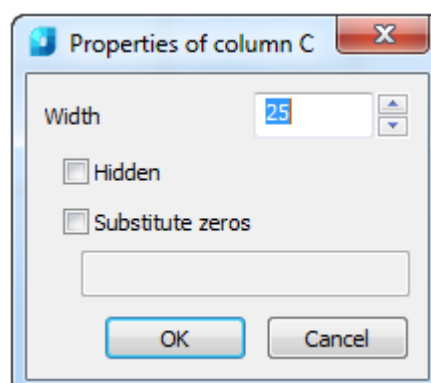 Properties of column C
Width 25
Hidden
Substitute zeros
OK Cancel